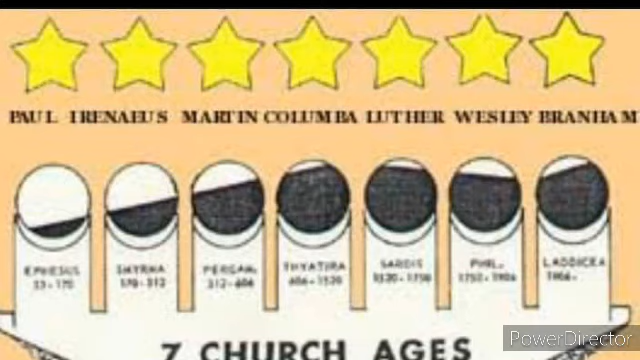 PAUL IRENAEUS MARTIN COLUMBA LUTHER WESLEY BRANHAM
EPHESUS SMYRNA PERGAM. THYATIRA SARDIS PHIL. LAODICEA
53-170 170-312 312-606 606-1520 1520-1750 1750-1906 1906-
7 CHURCH AGES
PowerDirector